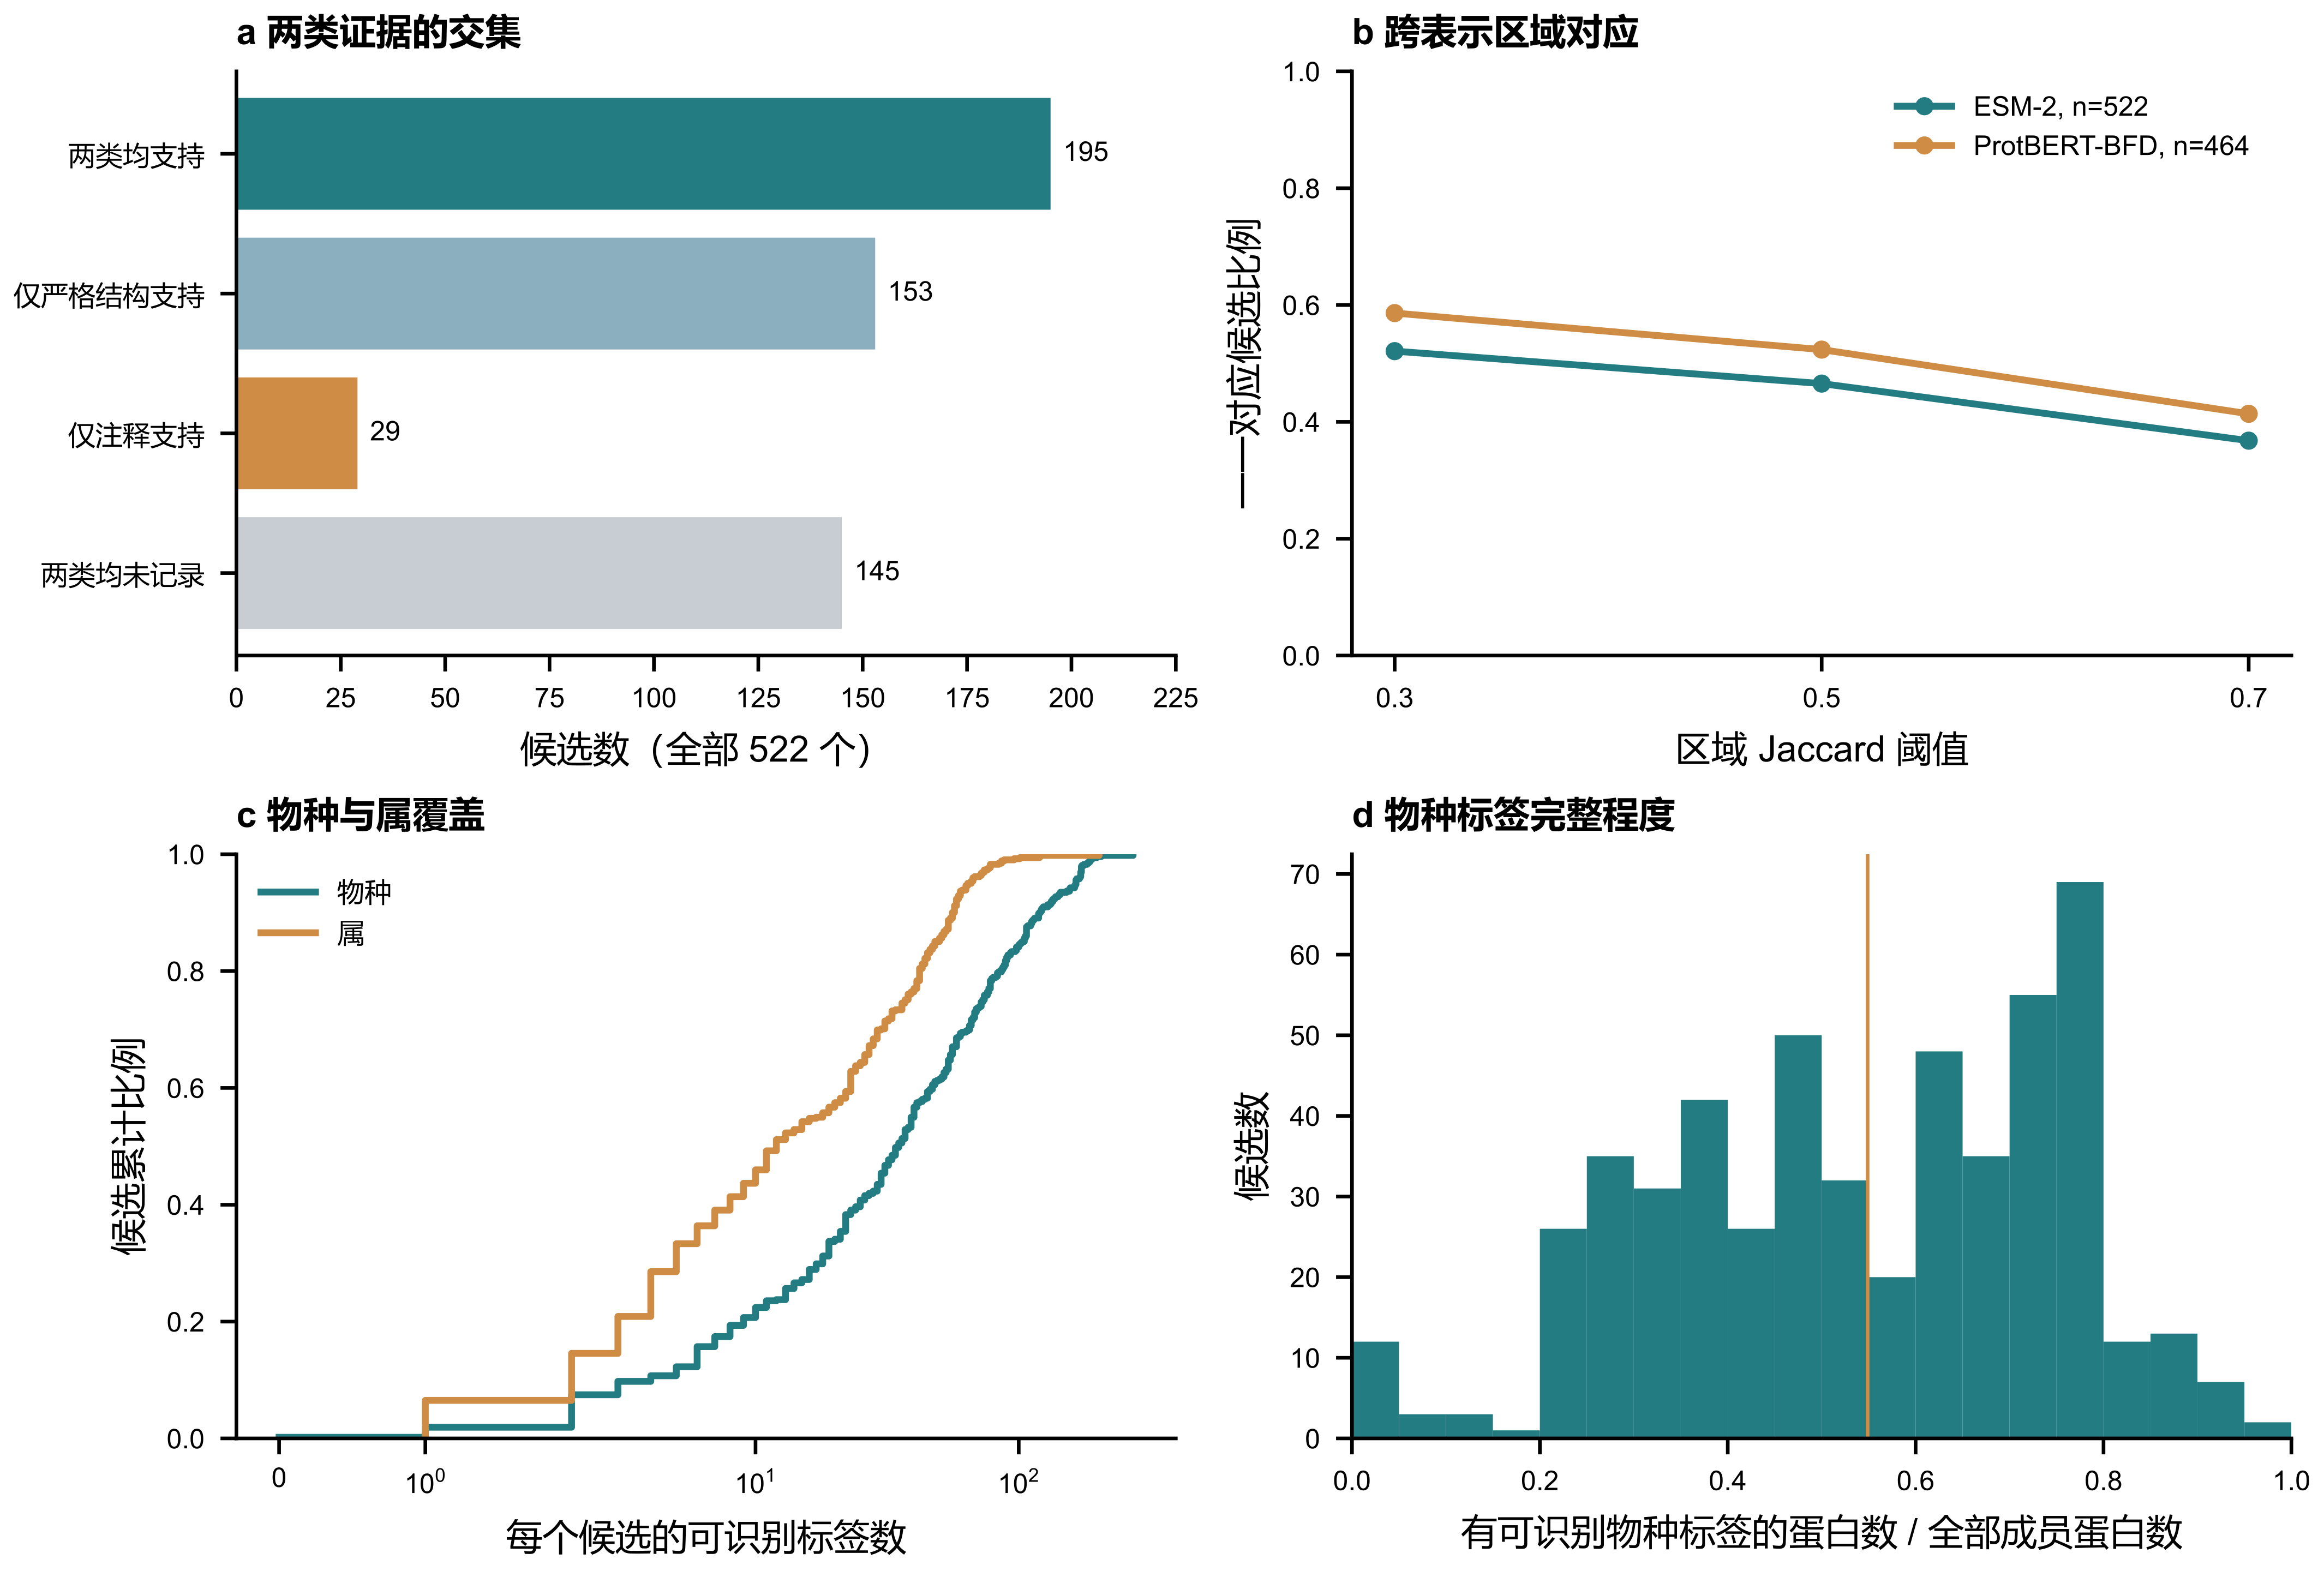 a 两类证据的交集
两类均支持
195
仅严格结构支持
153
仅注释支持
29
两类均未记录
145
0 25 50 75 100 125 150 175 200 225
候选数（全部 522 个）
b 跨表示区域对应
1.0
0.8
0.6
0.4
0.2
0.0
一一对应候选比例
ESM-2, n=522
ProtBERT-BFD, n=464
0.3 0.5 0.7
区域 Jaccard 阈值
c 物种与属覆盖
1.0
0.8
0.6
0.4
0.2
0.0
候选累计比例
物种
属
0 10⁰ 10¹ 10²
每个候选的可识别标签数
d 物种标签完整程度
70
60
50
40
30
20
10
0
候选数
0.0 0.2 0.4 0.6 0.8 1.0
有可识别物种标签的蛋白数 / 全部成员蛋白数